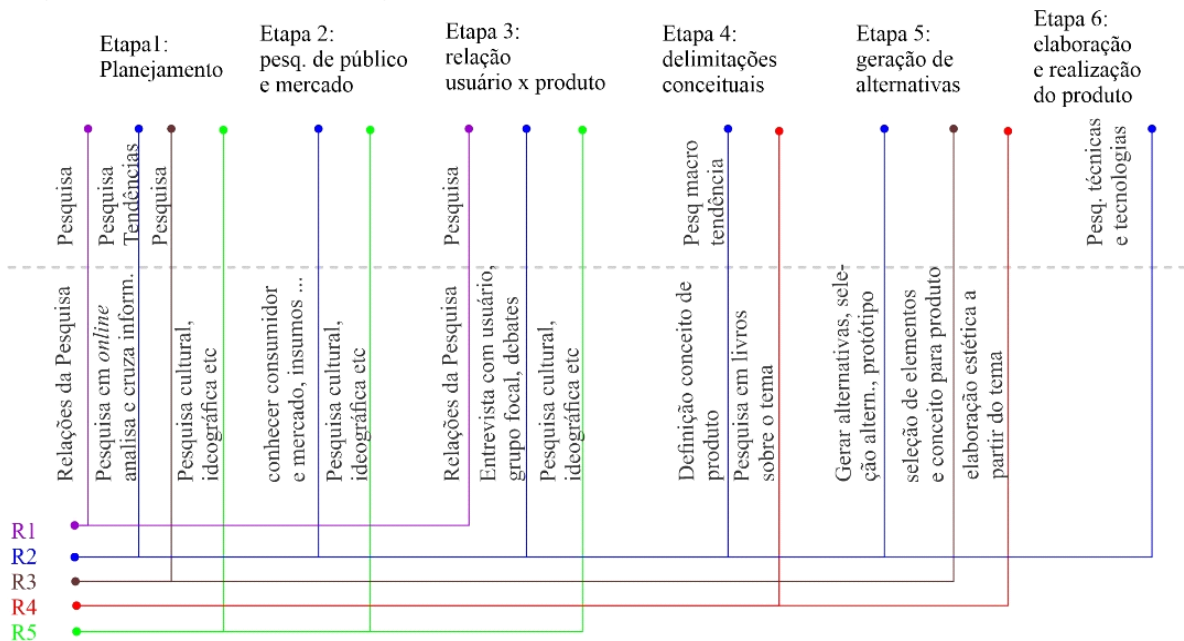 Etapa1:
Planejamento
Etapa 2:
pesq. de público
e mercado
Etapa 3:
relação
usuário x produto
Etapa 4:
delimitações
conceituais
Etapa 5:
geração de
alternativas
Etapa 6:
elaboração
e realização
do produto
Pesquisa
Pesquisa
Tendências
Pesquisa
Pesquisa
Pesq macro
tendência
Pesq. técnicas
e tecnologias
Relações da Pesquisa
Pesquisa em online
analisa e cruza inform.
Pesquisa cultural,
ideográfica etc
conhecer consumidor
e mercado, insumos ...
Pesquisa cultural,
ideográfica etc
Relações da Pesquisa
Entrevista com usuário,
grupo focal, debates
Pesquisa cultural,
ideográfica etc
Definição conceito de
produto
Pesquisa em livros
sobre o tema
Gerar alternativas, sele-
ção altern., protótipo
seleção de elementos
e conceito para produto
elaboração estética a
partir do tema
R1
R2
R3
R4
R5